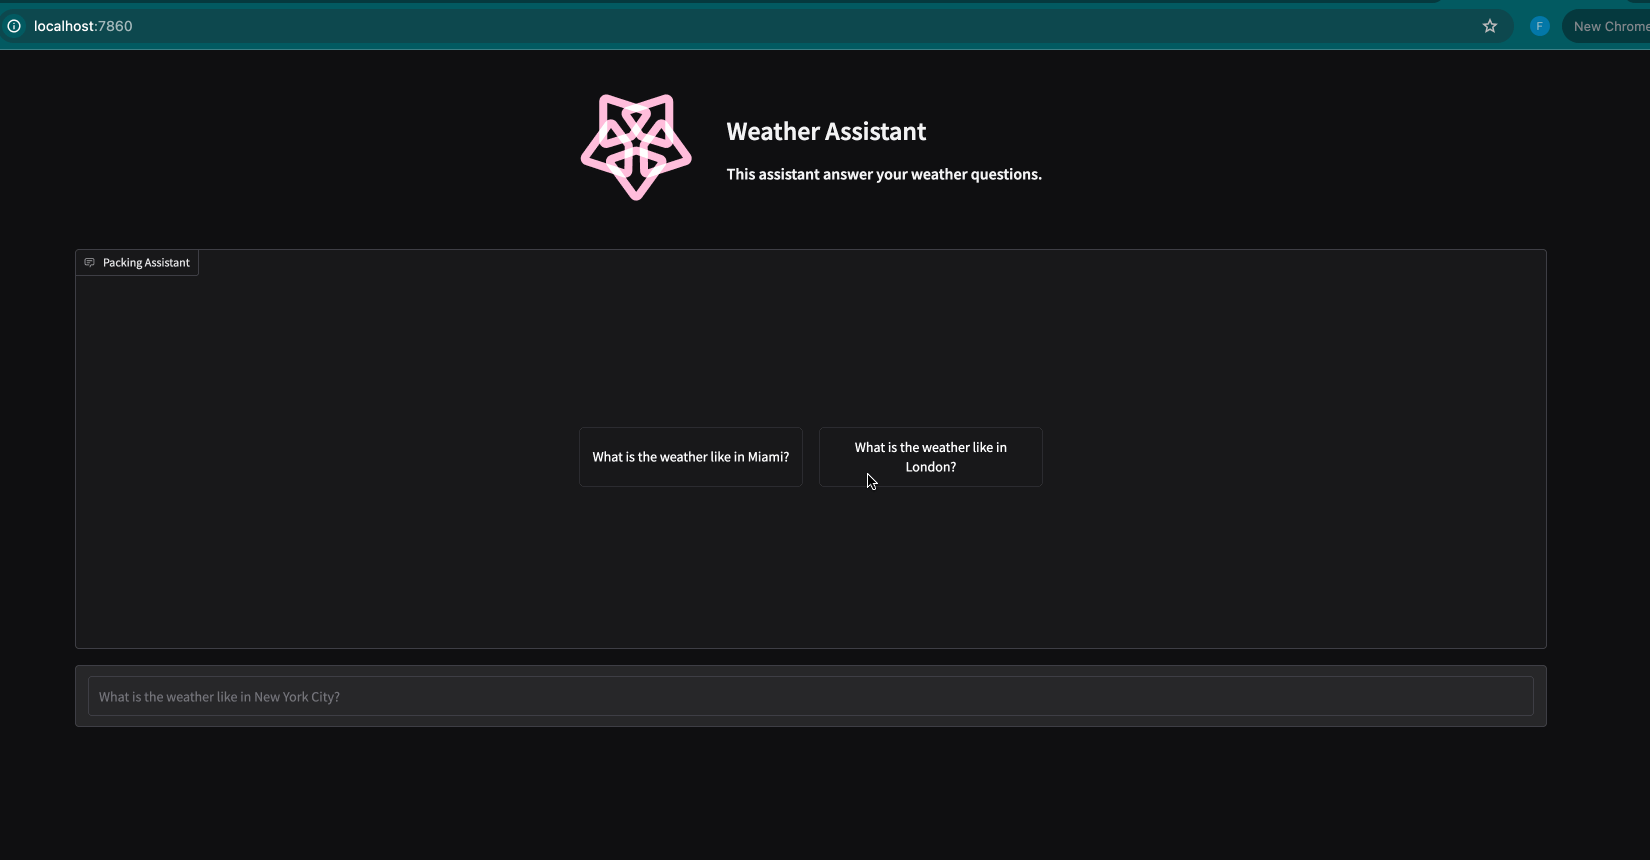 localhost:7860
F
New Chrome
Weather Assistant
This assistant answer your weather questions.
Packing Assistant
What is the weather like in Miami?
What is the weather like in
London?
What is the weather like in New York City?